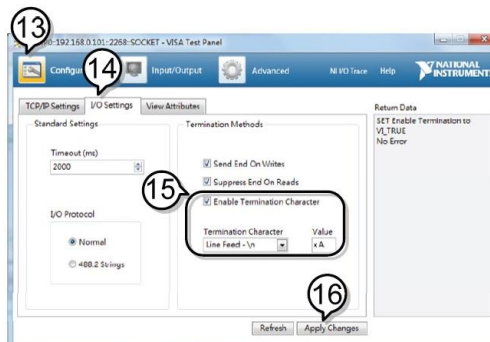 13
0::192.168.0.101::2268::SOCKET - VISA Test Panel
14
Configu
Input/Output
Advanced
NI I/O Trace
Help
NATIONAL
INSTRUMENT
TCP/IP Settings
I/O Settings
View Attributes
Return Data
Standard Settings
Termination Methods
SET Enable Termination to
VI_TRUE
No Error
Timeout (ms)
2000
Send End On Writes
Suppress End On Reads
15
Enable Termination Character
I/O Protocol
Termination Character
Value
Normal
Line Feed - \n
xA
488.2 Strings
16
Refresh
Apply Changes